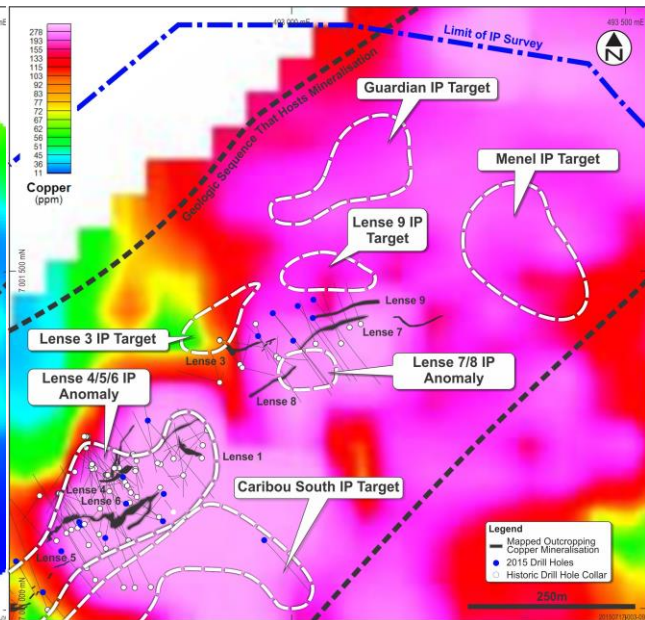 493 000 mE
493 500 mE
Limit of IP Survey
N
278
193
155
133
115
103
92
83
77
72
67
62
56
51
45
36
11
Copper
(ppm)
Geologic Sequence That Hosts Mineralisation
Guardian IP Target
Menel IP Target
Lense 9 IP
Target
7 001 500 mN
Lense 9
Lense 7
Lense 3 IP Target
Lense 3
Lense 4/5/6 IP
Anomaly
Lense 7/8 IP
Anomaly
Lense 8
Lense 1
Lense 4
Lense 6
Caribou South IP Target
Lense 5
Legend
Mapped Outcropping
Copper Mineralisation
2015 Drill Holes
Historic Drill Hole Collar
250m